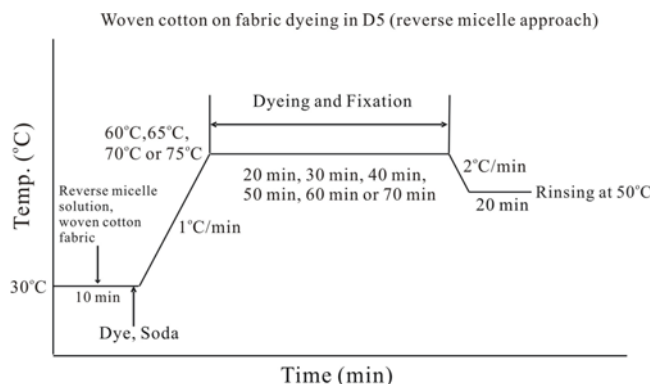 Woven cotton on fabric dyeing in D5 (reverse micelle approach)
Temp. (°C)
Dyeing and Fixation
60°C,65°C,
70°C or 75°C
20 min, 30 min, 40 min,
50 min, 60 min or 70 min
2°C/min
Rinsing at 50°C
20 min
Reverse micelle
solution,
woven cotton
fabric
1°C/min
30°C
10 min
Dye, Soda
Time (min)